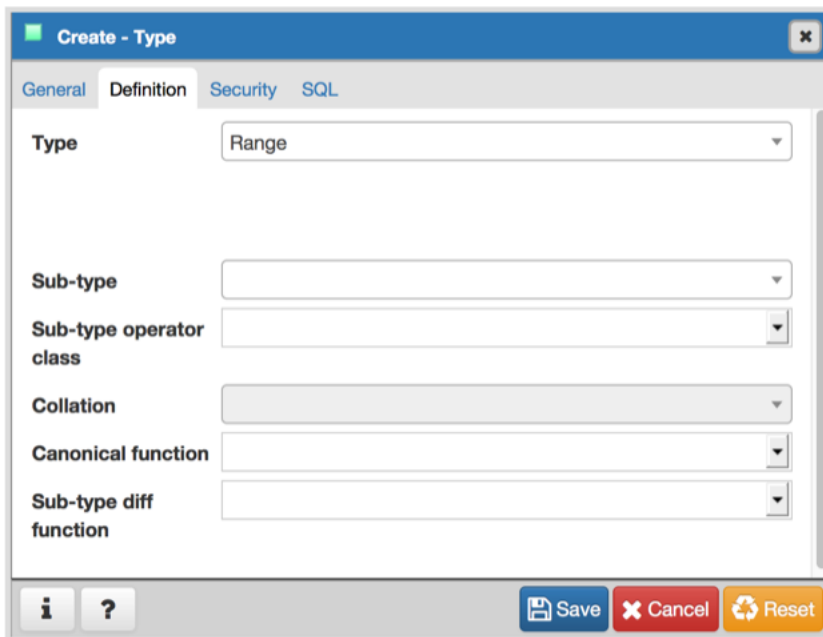 Create - Type
General Definition Security SQL
Type Range
Sub-type
Sub-type operator
class
Collation
Canonical function
Sub-type diff
function
i ? Save Cancel Reset